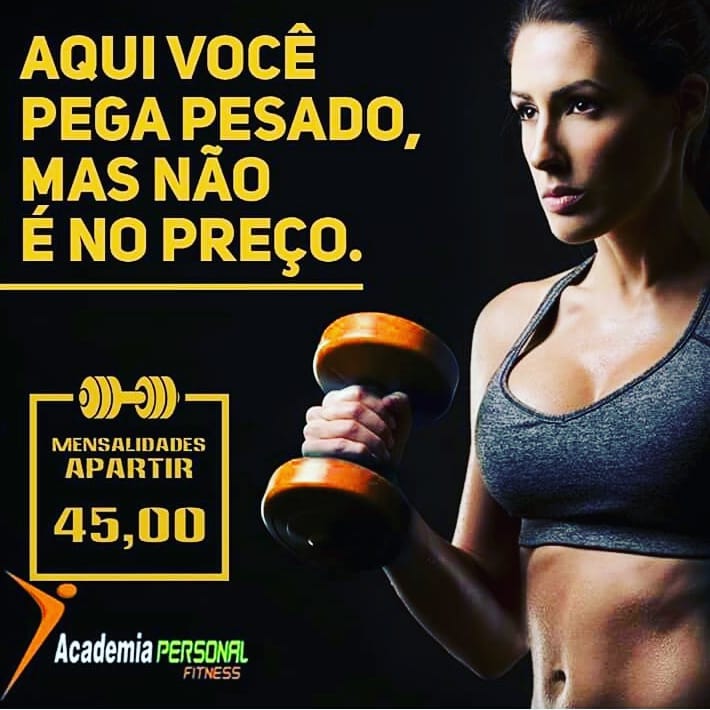 AQUI VOCÊ
PEGA PESADO,
MAS NÃO
É NO PREÇO.
MENSALIDADES
APARTIR
45,00
Academia PERSONAL
FITNESS